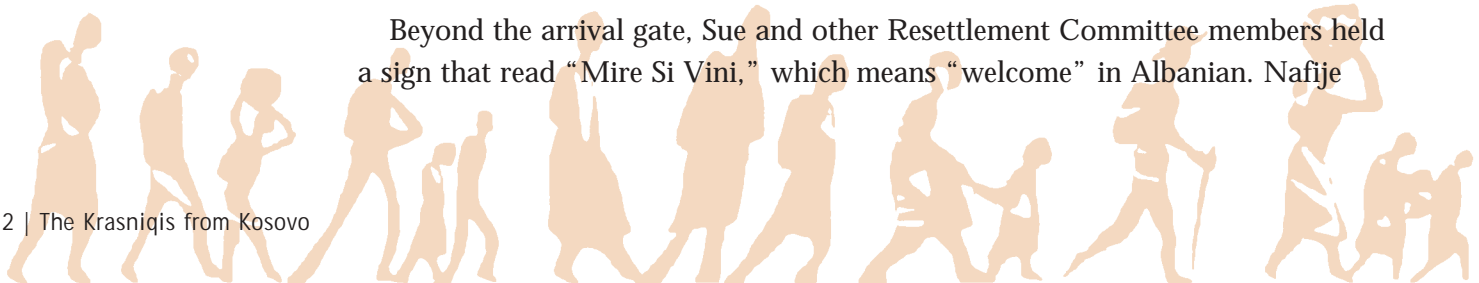 Beyond the arrival gate, Sue and other Resettlement Committee members held
a sign that read “Mire Si Vini,” which means “welcome” in Albanian. Nafije
2 | The Krasniqis from Kosovo